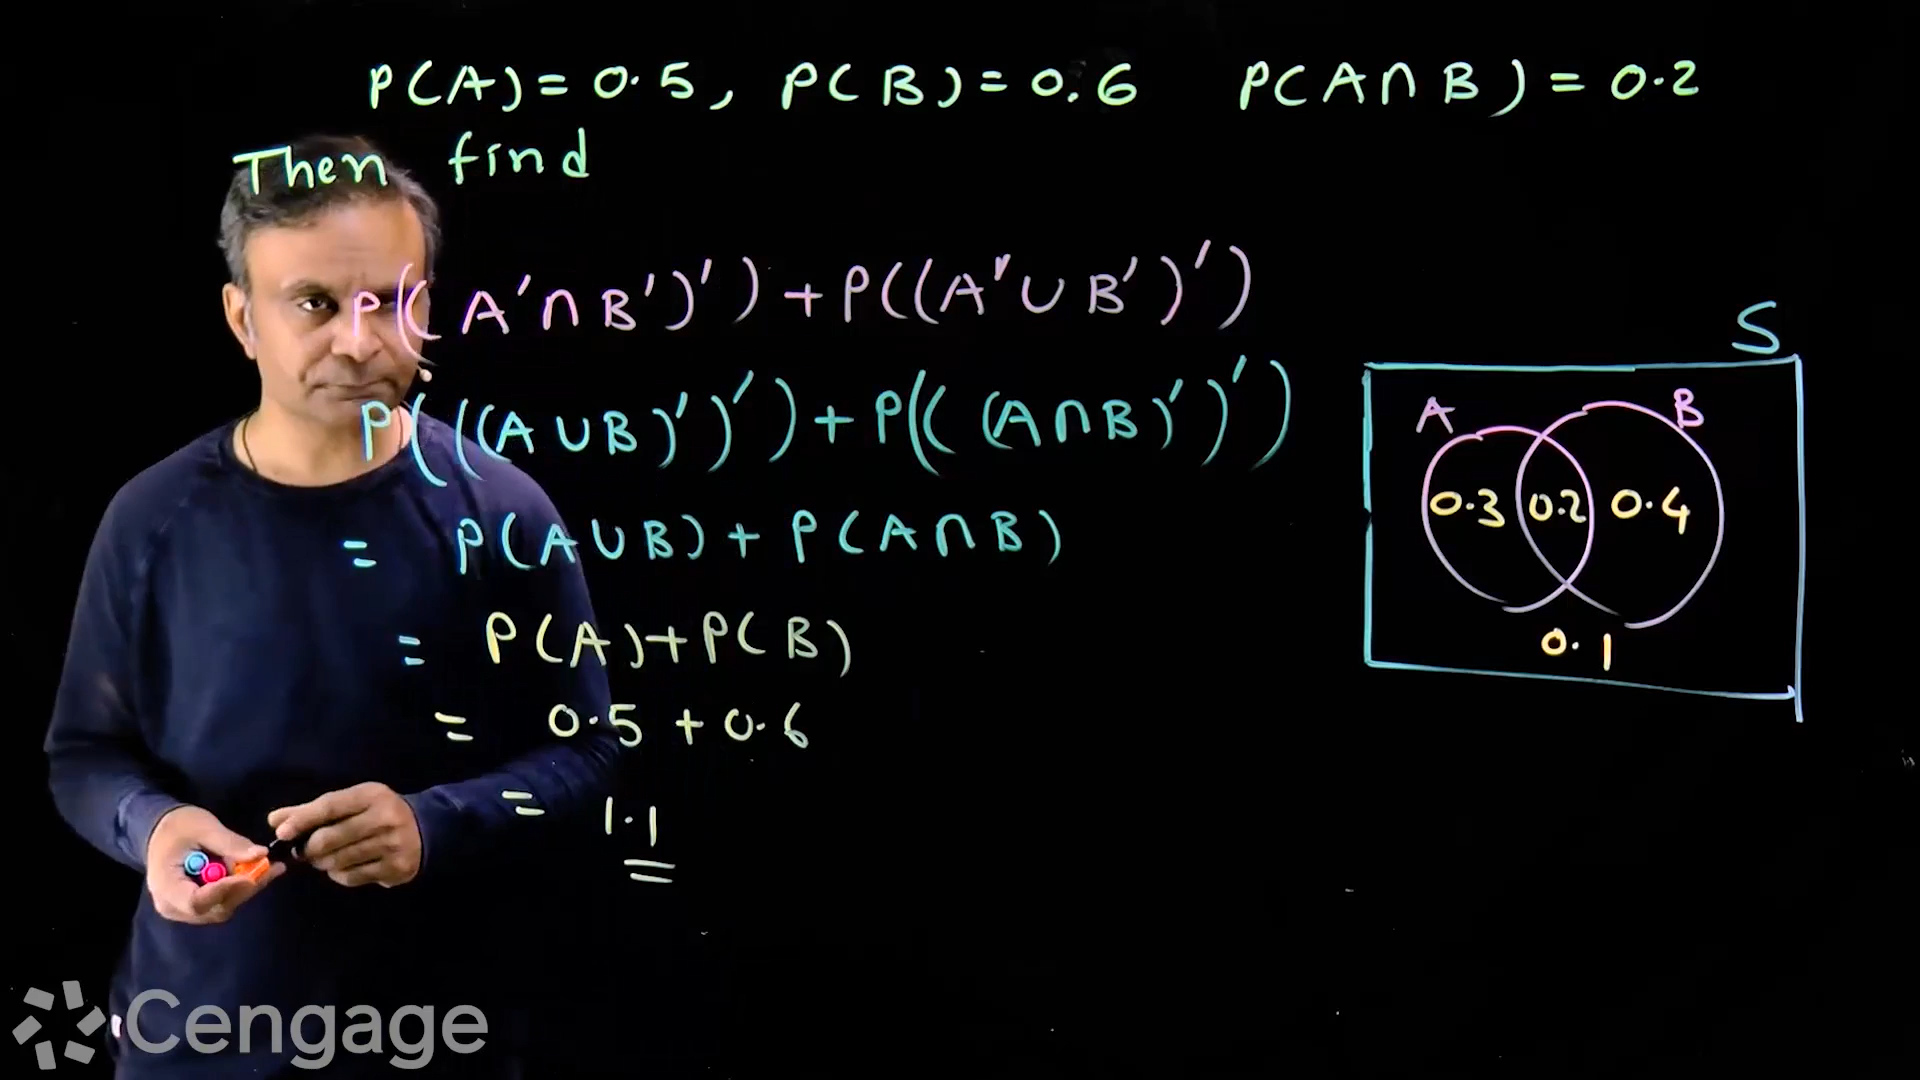 P(A) = 0.5, P(B) = 0.6 P(A∩B) = 0.2
Then find
P((A'∩B')') + P((A'∪B')')
P(((A∪B)')') + P(((A∩B)')')
= P(A∪B) + P(A∩B)
= P(A) + P(B)
= 0.5 + 0.6
= 1.1
S
A B
0.3 0.2 0.4
0.1
Cengage